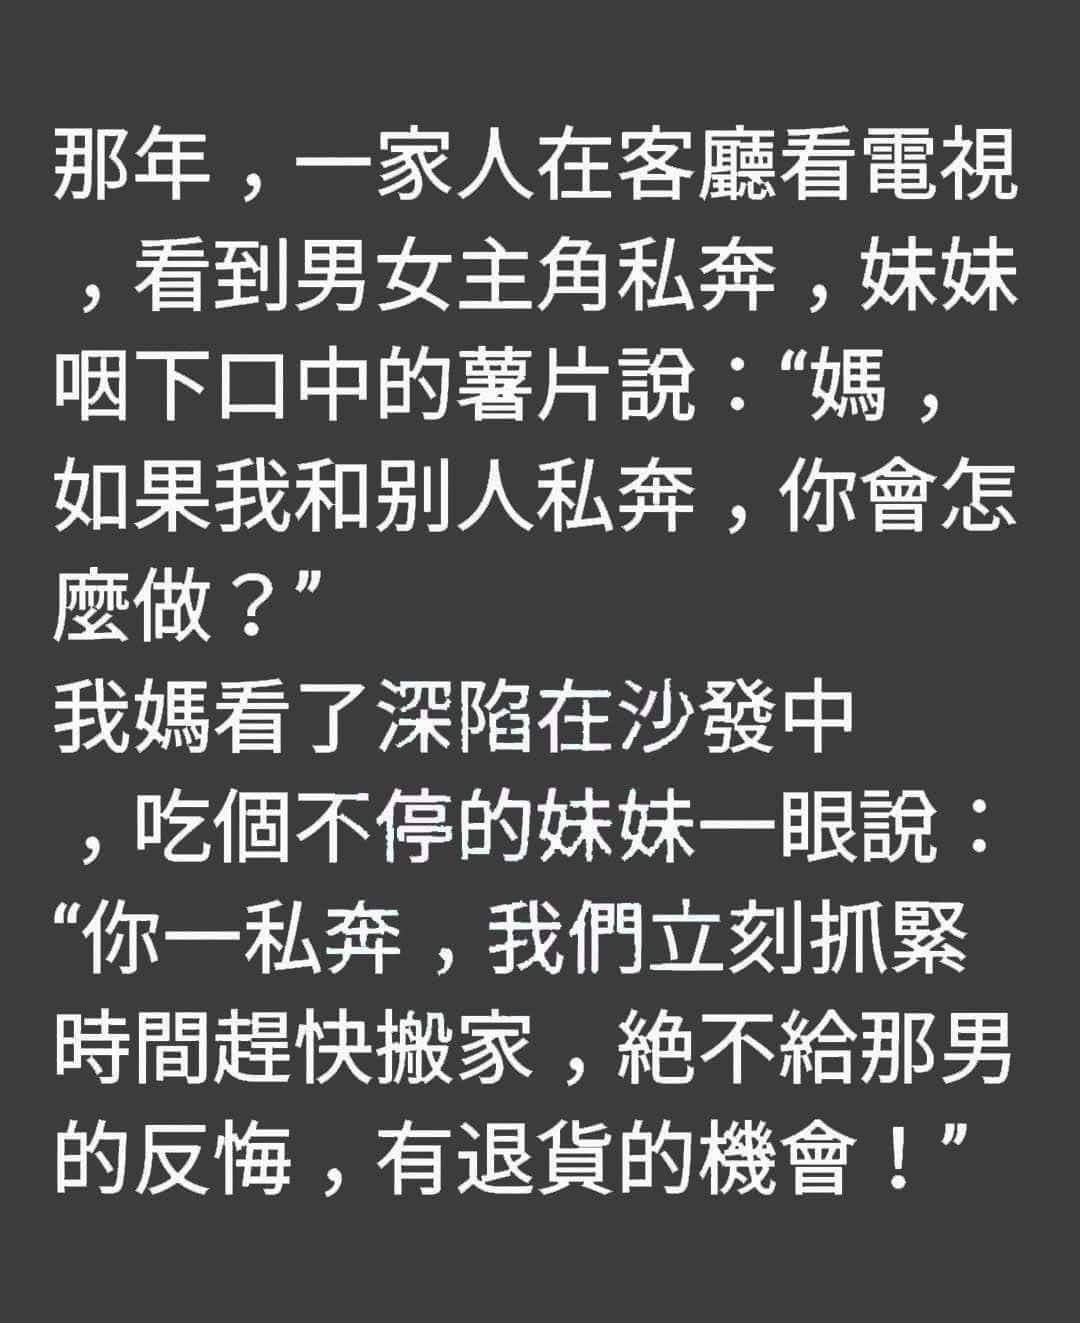 那年，一家人在客廳看電視
，看到男女主角私奔，妹妹
咽下口中的薯片說：“媽，
如果我和别人私奔，你會怎
麼做？”
我媽看了深陷在沙發中
，吃個不停的妹妹一眼說：
“你一私奔，我們立刻抓緊
時間趕快搬家，絶不給那男
的反悔，有退貨的機會！”